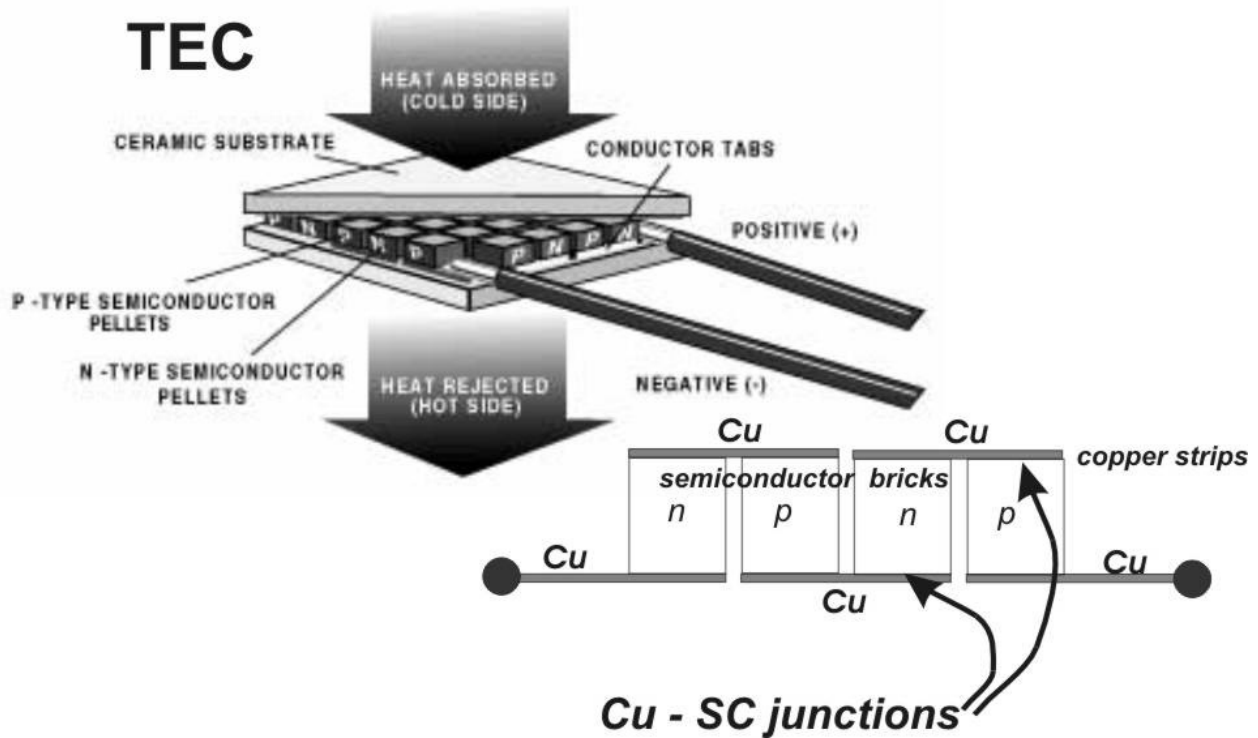 TEC
HEAT ABSORBED
(COLD SIDE)
CERAMIC SUBSTRATE
CONDUCTOR TABS
POSITIVE (+)
P N P N P P N P N
P -TYPE SEMICONDUCTOR
PELLETS
N -TYPE SEMICONDUCTOR
PELLETS
HEAT REJECTED
(HOT SIDE)
NEGATIVE (-)
Cu Cu
copper strips
semiconductor bricks
n p n p
Cu Cu
Cu
Cu - SC junctions